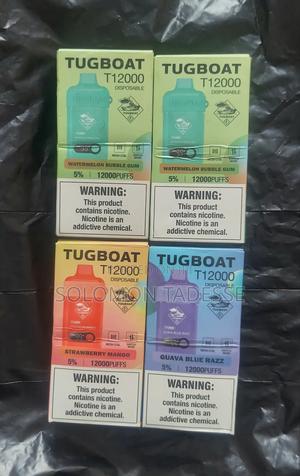 TUGBOAT
T12000
DISPOSABLE
WATERMELON BUBBLE GUM
5% | 12000PUFFS
WARNING:
This product
contains nicotine.
Nicotine is an
addictive chemical.
TUGBOAT
T12000
DISPOSABLE
WATERMELON BUBBLE GUM
5% | 12000PUFFS
WARNING:
This product
contains nicotine.
Nicotine is an
addictive chemical.
SOLOMON TADESSE
TUGBOAT
T12000
DISPOSABLE
STRAWBERRY MANGO
5% | 12000PUFFS
WARNING:
This product
contains nicotine.
Nicotine is an
addictive chemical.
TUGBOAT
T12000
DISPOSABLE
GUAVA BLUE RAZZ
5% | 12000PUFFS
WARNING:
This product
contains nicotine.
Nicotine is an
addictive chemical.